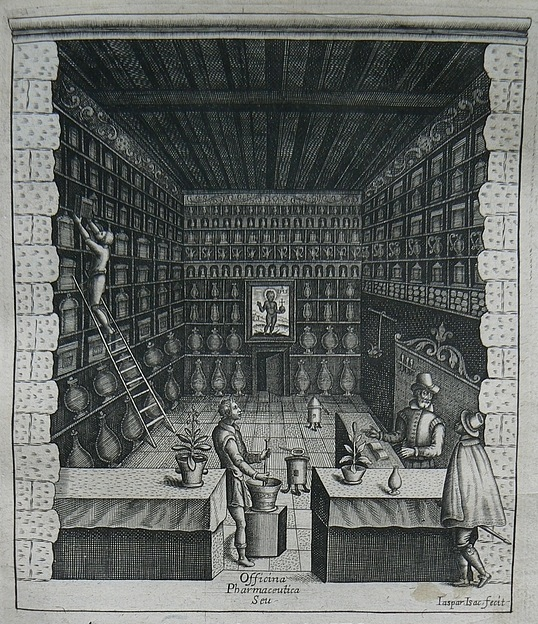 Officina
Pharmaceutica
Seu
Iaspar. Isac. fecit